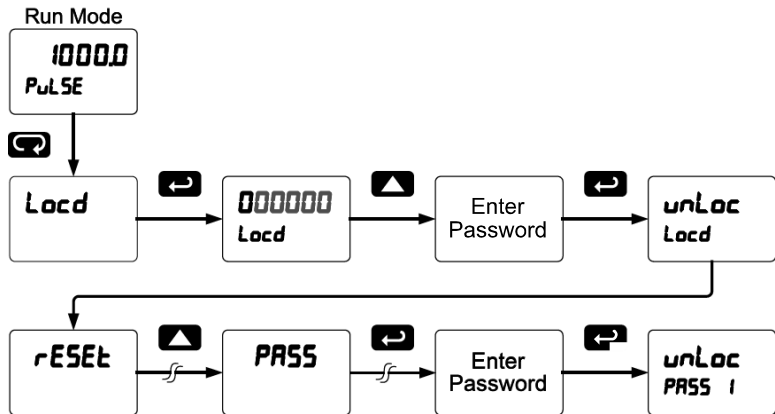 Run Mode
1000.0
PuLSE
Locd
000000
Locd
Enter
Password
unLoc
Locd
rESEt
PASS
Enter
Password
unLoc
PASS 1